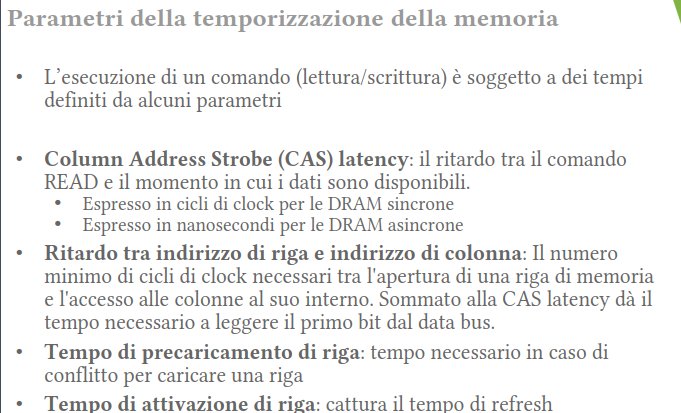 Parametri della temporizzazione della memoria
• L'esecuzione di un comando (lettura/scrittura) è soggetto a dei tempi
definiti da alcuni parametri
• Column Address Strobe (CAS) latency: il ritardo tra il comando
READ e il momento in cui i dati sono disponibili.
• Espresso in cicli di clock per le DRAM sincrone
• Espresso in nanosecondi per le DRAM asincrone
• Ritardo tra indirizzo di riga e indirizzo di colonna: Il numero
minimo di cicli di clock necessari tra l'apertura di una riga di memoria
e l'accesso alle colonne al suo interno. Sommato alla CAS latency dà il
tempo necessario a leggere il primo bit dal data bus.
• Tempo di precaricamento di riga: tempo necessario in caso di
conflitto per caricare una riga
• Tempo di attivazione di riga: cattura il tempo di refresh